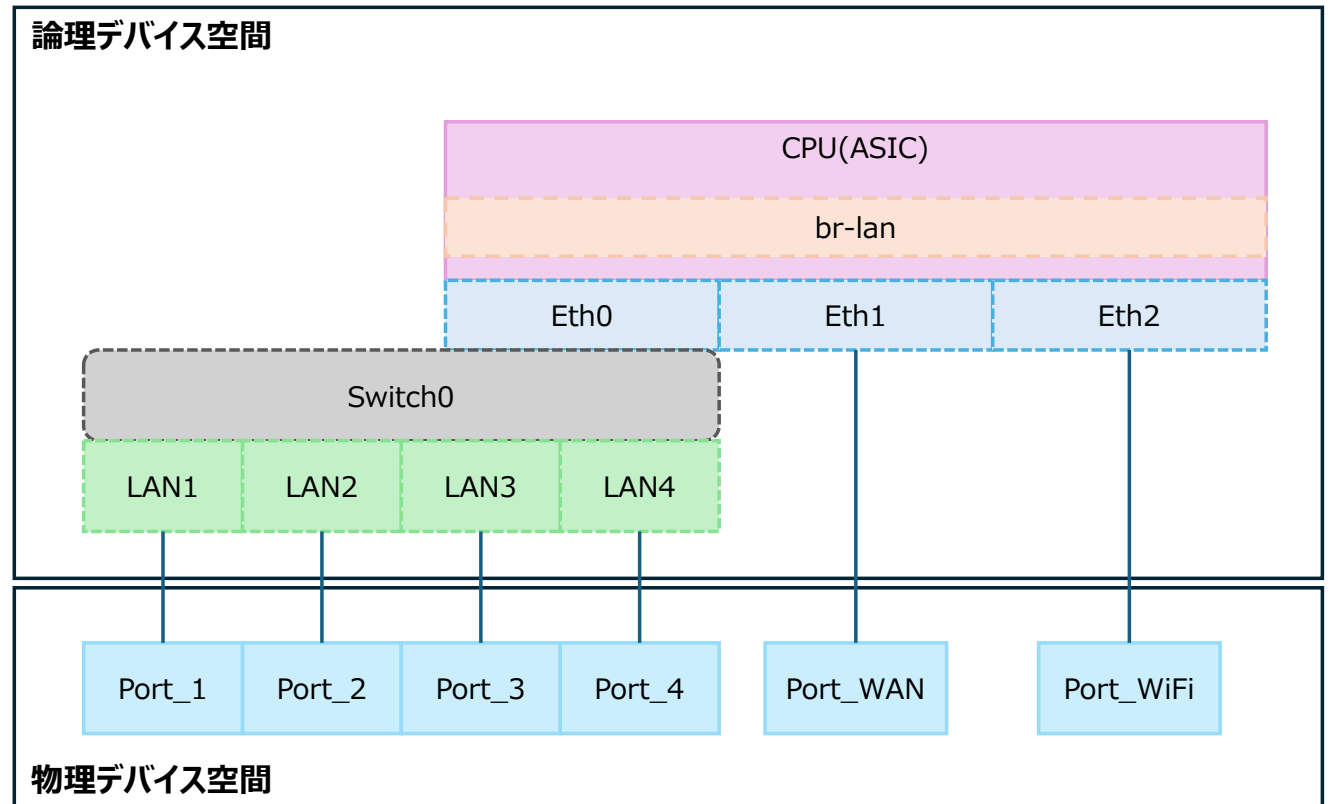 論理デバイス空間
CPU(ASIC)
br-lan
Eth0
Eth1
Eth2
Switch0
LAN1
LAN2
LAN3
LAN4
Port_1
Port_2
Port_3
Port_4
Port_WAN
Port_WiFi
物理デバイス空間